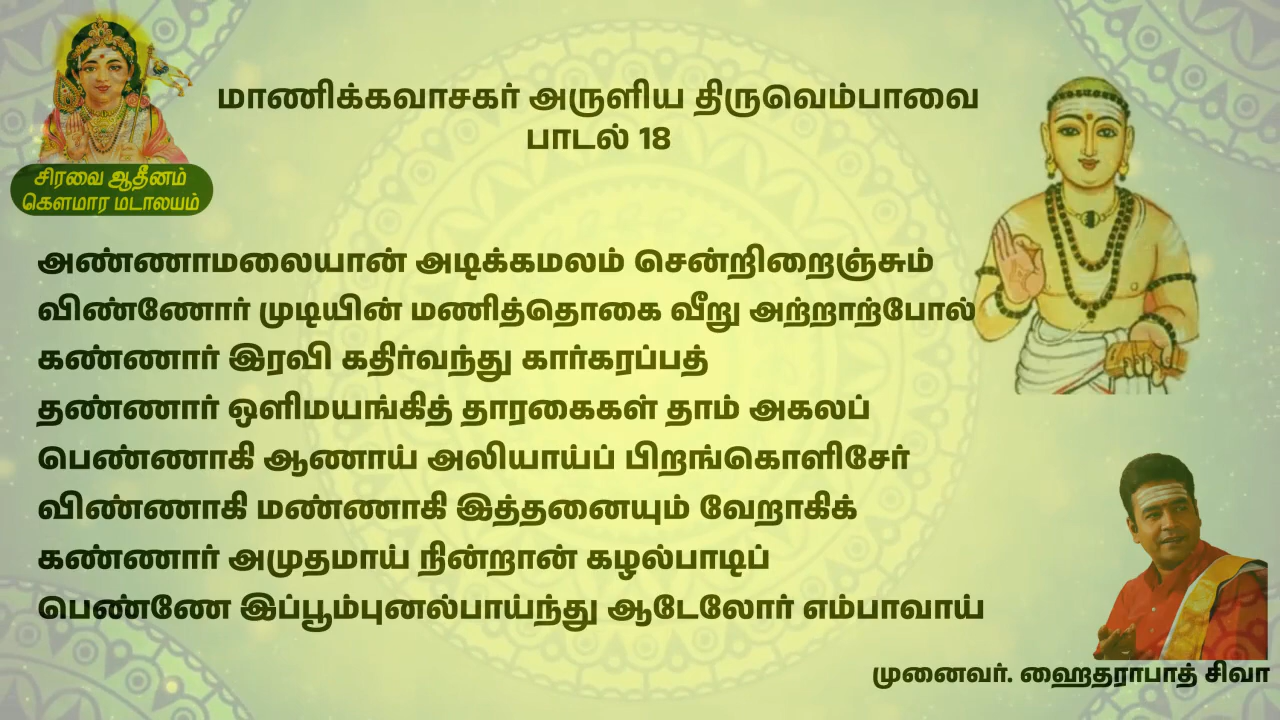 மாணிக்கவாசகர் அருளிய திருவெம்பாவை
பாடல் 18
சிரவை ஆதீனம்
கௌமார மடாலயம்
அண்ணாமலையான் அடிக்கமலம் சென்றிறைஞ்சும்
விண்ணோர் முடியின் மணித்தொகை வீறு அற்றாற்போல்
கண்ணார் இரவி கதிர்வந்து கார்கரப்பத்
தண்ணார் ஒளிமயங்கித் தாரகைகள் தாம் அகலப்
பெண்ணாகி ஆணாய் அலியாய்ப் பிறங்கொளிசேர்
விண்ணாகி மண்ணாகி இத்தனையும் வேறாகிக்
கண்ணார் அமுதமாய் நின்றான் கழல்பாடிப்
பெண்ணே இப்பூம்புனல்பாய்ந்து ஆடேலோர் எம்பாவாய்
முனைவர். ஹைதராபாத் சிவா